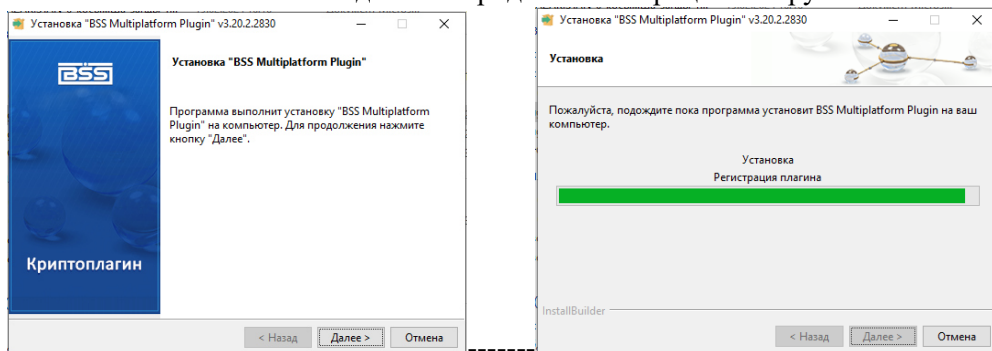 Установка "BSS Multiplatform Plugin" v3.20.2.2830
BSS
Криптоплагин
Установка "BSS Multiplatform Plugin"
Программа выполнит установку "BSS Multiplatform
Plugin" на компьютер. Для продолжения нажмите
кнопку "Далее".
< Назад
Далее >
Отмена
Установка "BSS Multiplatform Plugin" v3.20.2.2830
Установка
Пожалуйста, подождите пока программа установит BSS Multiplatform Plugin на ваш
компьютер.
Установка
Регистрация плагина
InstallBuilder
< Назад
Далее >
Отмена